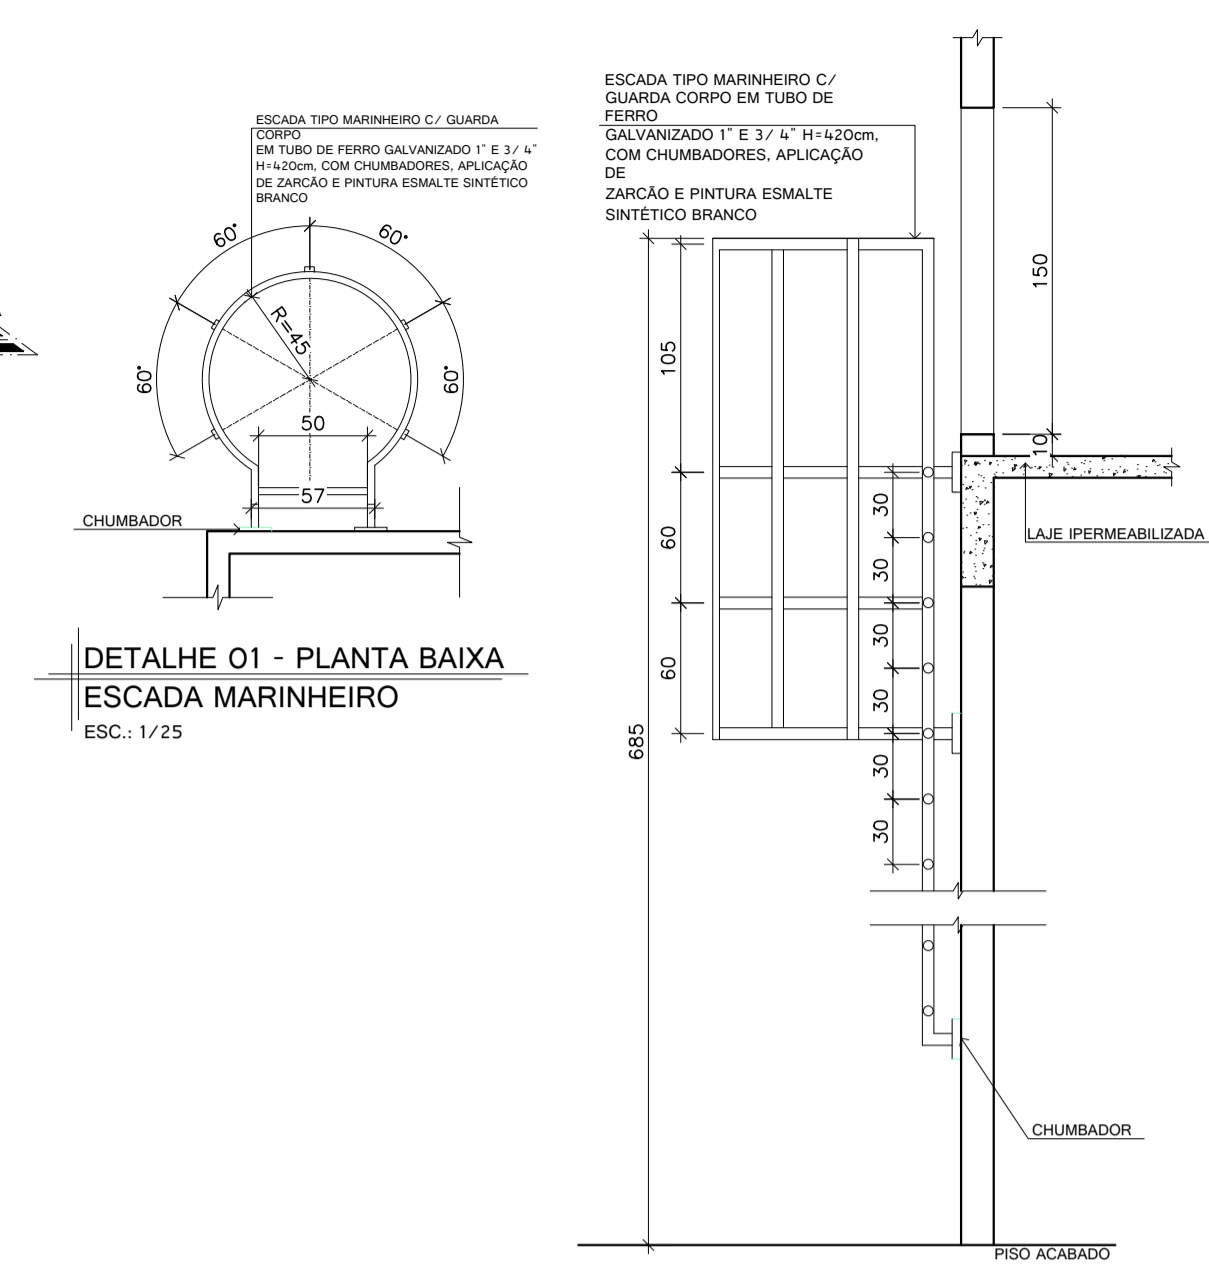 ESCADA TIPO MARINHEIRO C/ GUARDA
CORPO
EM TUBO DE FERRO GALVANIZADO 1" E 3/ 4"
H=420cm, COM CHUMBADORES, APLICAÇÃO
DE ZARCÃO E PINTURA ESMALTE SINTÉTICO
BRANCO
60°
60°
60°
60°
R=45
50
57
CHUMBADOR
DETALHE 01 - PLANTA BAIXA
ESCADA MARINHEIRO
ESC.: 1/25
ESCADA TIPO MARINHEIRO C/
GUARDA CORPO EM TUBO DE
FERRO
GALVANIZADO 1" E 3/ 4" H=420cm,
COM CHUMBADORES, APLICAÇÃO
DE
ZARCÃO E PINTURA ESMALTE
SINTÉTICO BRANCO
150
10
105
60
60
685
30
30
30
30
30
30
LAJE IPERMEABILIZADA
CHUMBADOR
PISO ACABADO